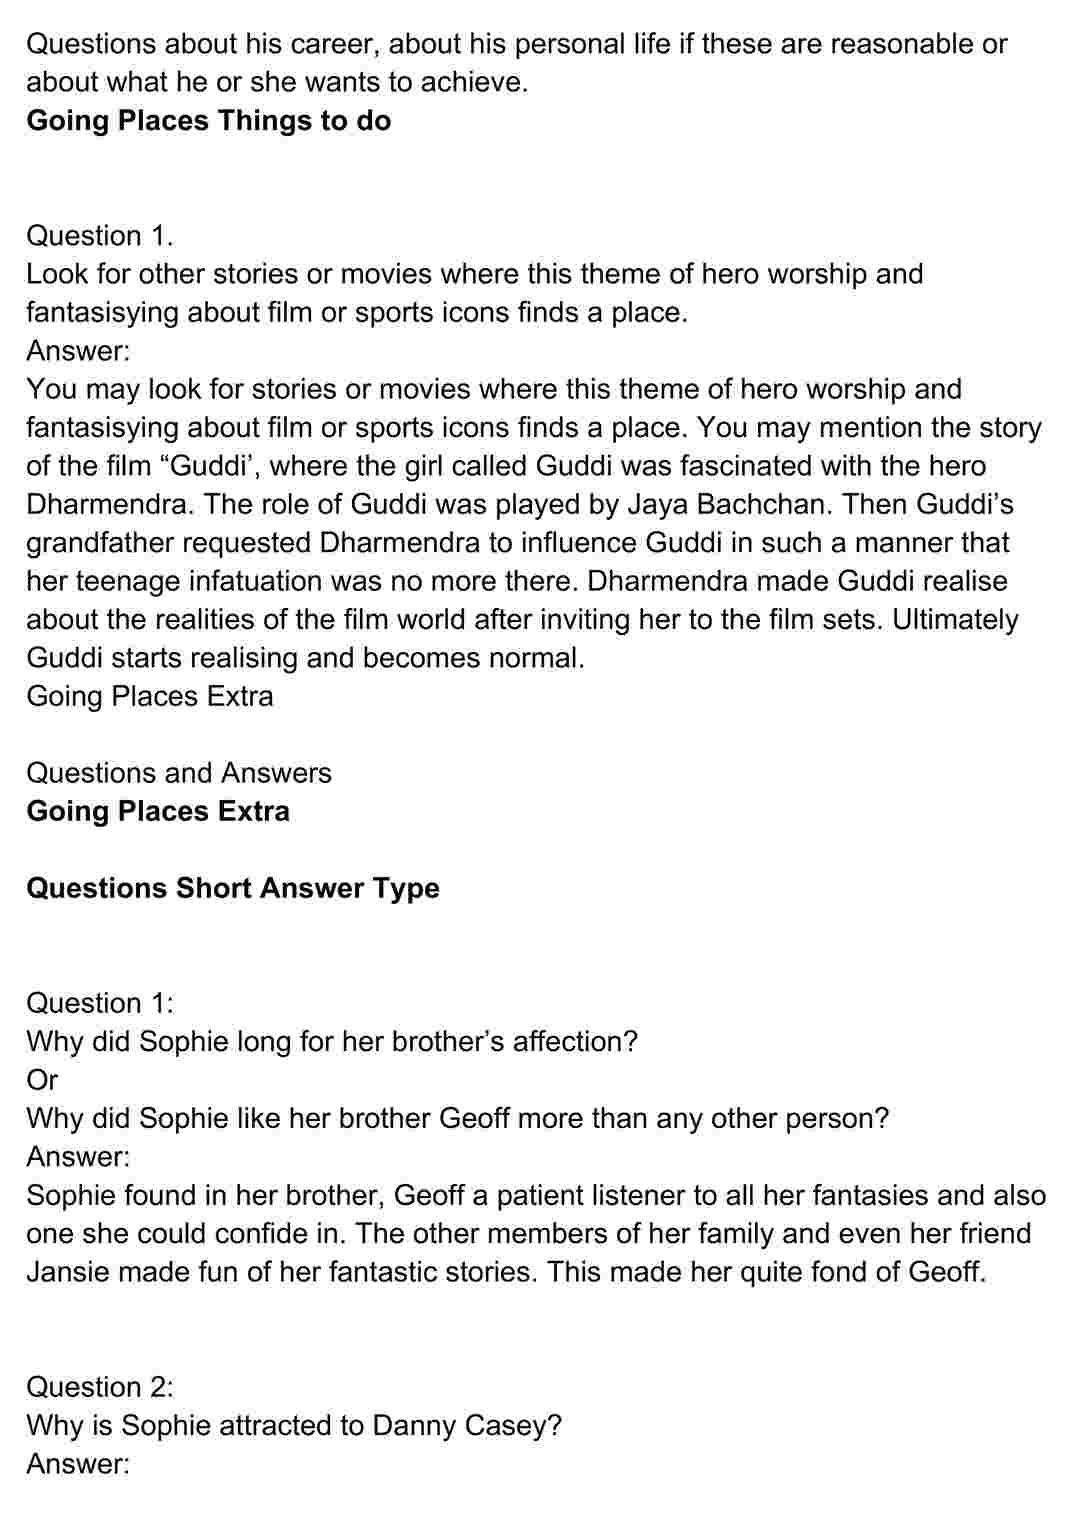 Questions about his career, about his personal life if these are reasonable or
about what he or she wants to achieve.
Going Places Things to do
Question 1.
Look for other stories or movies where this theme of hero worship and
fantasisying about film or sports icons finds a place.
Answer:
You may look for stories or movies where this theme of hero worship and
fantasisying about film or sports icons finds a place. You may mention the story
of the film “Guddi’, where the girl called Guddi was fascinated with the hero
Dharmendra. The role of Guddi was played by Jaya Bachchan. Then Guddi’s
grandfather requested Dharmendra to influence Guddi in such a manner that
her teenage infatuation was no more there. Dharmendra made Guddi realise
about the realities of the film world after inviting her to the film sets. Ultimately
Guddi starts realising and becomes normal.
Going Places Extra
Questions and Answers
Going Places Extra
Questions Short Answer Type
Question 1:
Why did Sophie long for her brother’s affection?
Or
Why did Sophie like her brother Geoff more than any other person?
Answer:
Sophie found in her brother, Geoff a patient listener to all her fantasies and also
one she could confide in. The other members of her family and even her friend
Jansie made fun of her fantastic stories. This made her quite fond of Geoff.
Question 2:
Why is Sophie attracted to Danny Casey?
Answer: